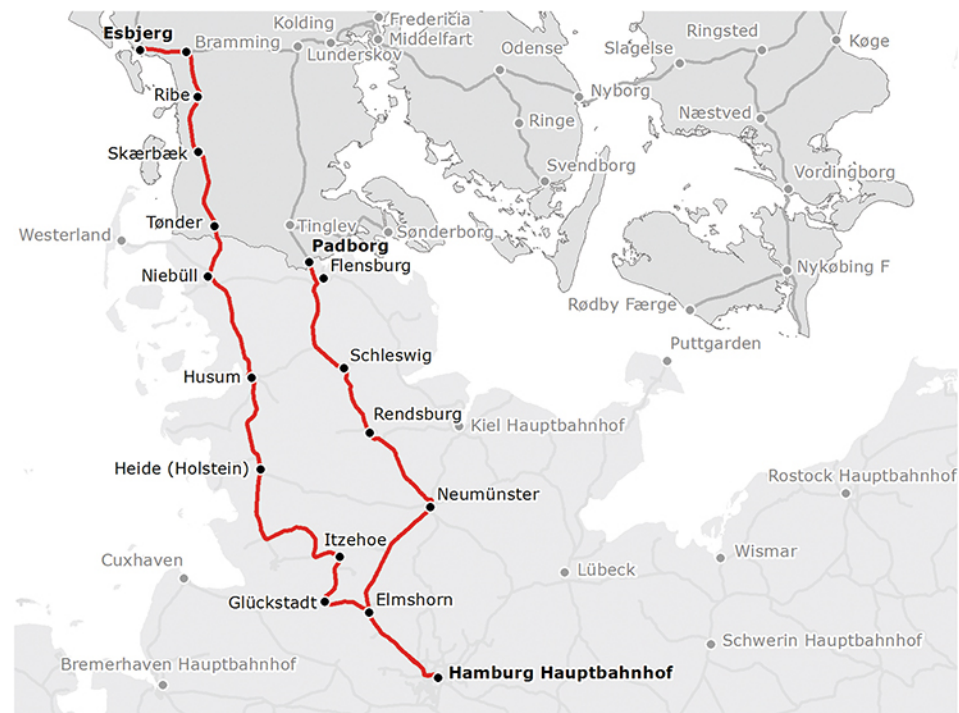 Fredericia
Kolding
Esbjerg
Bramming
Middelfart
Ringsted
Køge
Lunderskov
Odense
Slagelse
Nyborg
Ribe
Næstved
Ringe
Skærbæk
Svendborg
Vordingborg
Tønder
Tinglev
Sønderborg
Westerland
Padborg
Flensburg
Nykøbing F
Niebüll
Rødby Færge
Puttgarden
Schleswig
Husum
Rendsburg
Kiel Hauptbahnhof
Heide (Holstein)
Rostock Hauptbahnhof
Neumünster
Itzehoe
Wismar
Cuxhaven
Lübeck
Glückstadt
Elmshorn
Schwerin Hauptbahnhof
Bremerhaven Hauptbahnhof
Hamburg Hauptbahnhof